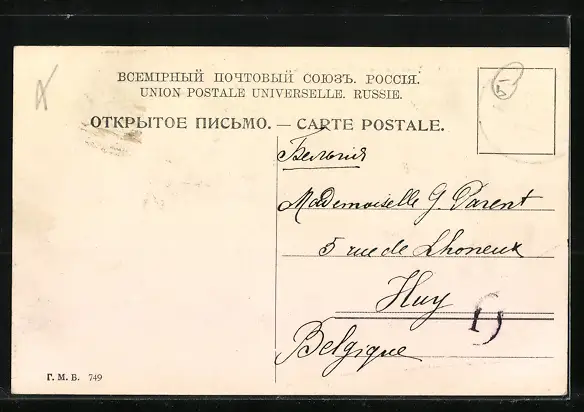 ВСЕМІРНЫЙ ПОЧТОВЫЙ СОЮЗЪ. РОССІЯ.
UNION POSTALE UNIVERSELLE. RUSSIE.
ОТКРЫТОЕ ПИСЬМО. — CARTE POSTALE.
Бельгия
Mademoiselle G. Parent
5 rue de Lhoneux
Huy
Belgique
Г. М. Б. 749